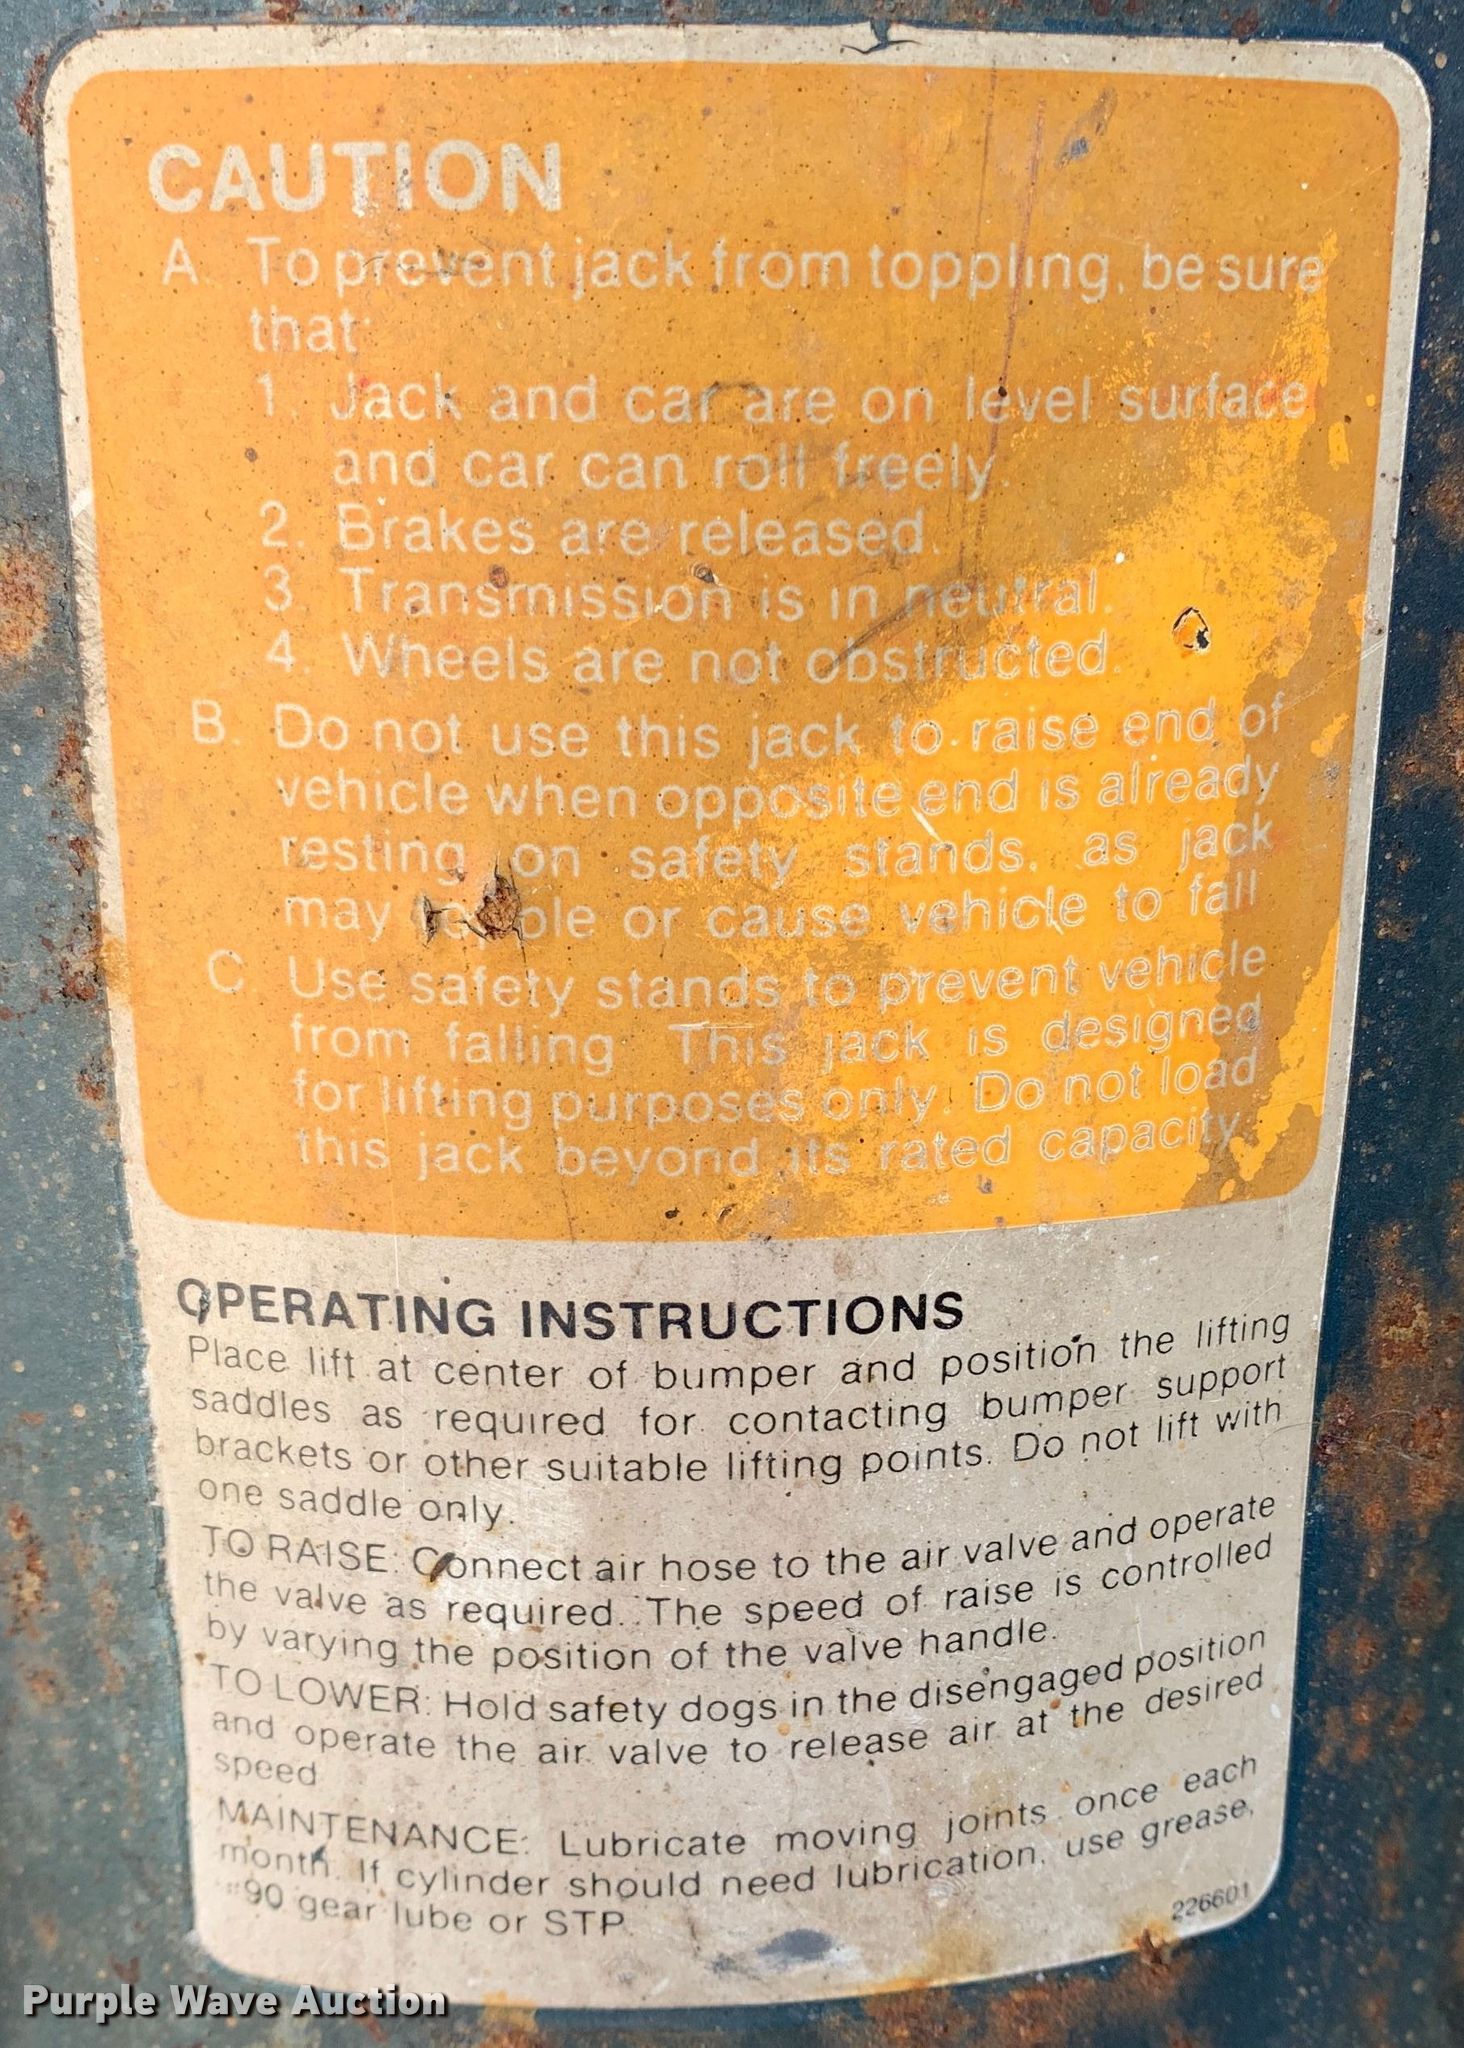 CAUTION
A. To prevent jack from toppling, be sure
that:
1. Jack and car are on level surface
and car can roll freely.
2. Brakes are released.
3. Transmission is in neutral.
4. Wheels are not obstructed.
B. Do not use this jack to raise end of
vehicle when opposite end is already
resting on safety stands, as jack
may or cause vehicle to fall
C. Use safety stands to prevent vehicle
from falling. This jack is designed
for lifting purposes only. Do not load
this jack beyond its rated capacity.
OPERATING INSTRUCTIONS
Place lift at center of bumper and position the lifting
saddles as required for contacting bumper support
brackets or other suitable lifting points. Do not lift with
one saddle only.
TO RAISE: Connect air hose to the air valve and operate
the valve as required. The speed of raise is controlled
by varying the position of the valve handle.
TO LOWER: Hold safety dogs in the disengaged position
and operate the air valve to release air at the desired
speed
MAINTENANCE: Lubricate moving joints once each
month. If cylinder should need lubrication, use grease,
#90 gear lube or STP.
226601
Purple Wave Auction